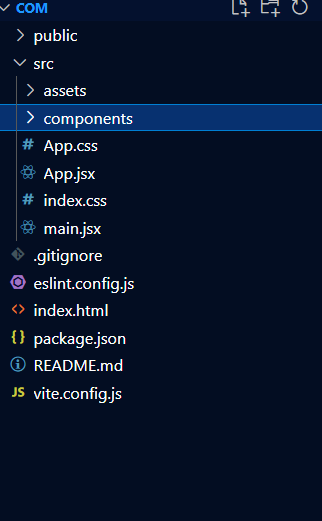 COM
public
src
assets
components
# App.css
App.jsx
# index.css
main.jsx
.gitignore
eslint.config.js
<> index.html
{} package.json
README.md
JS vite.config.js